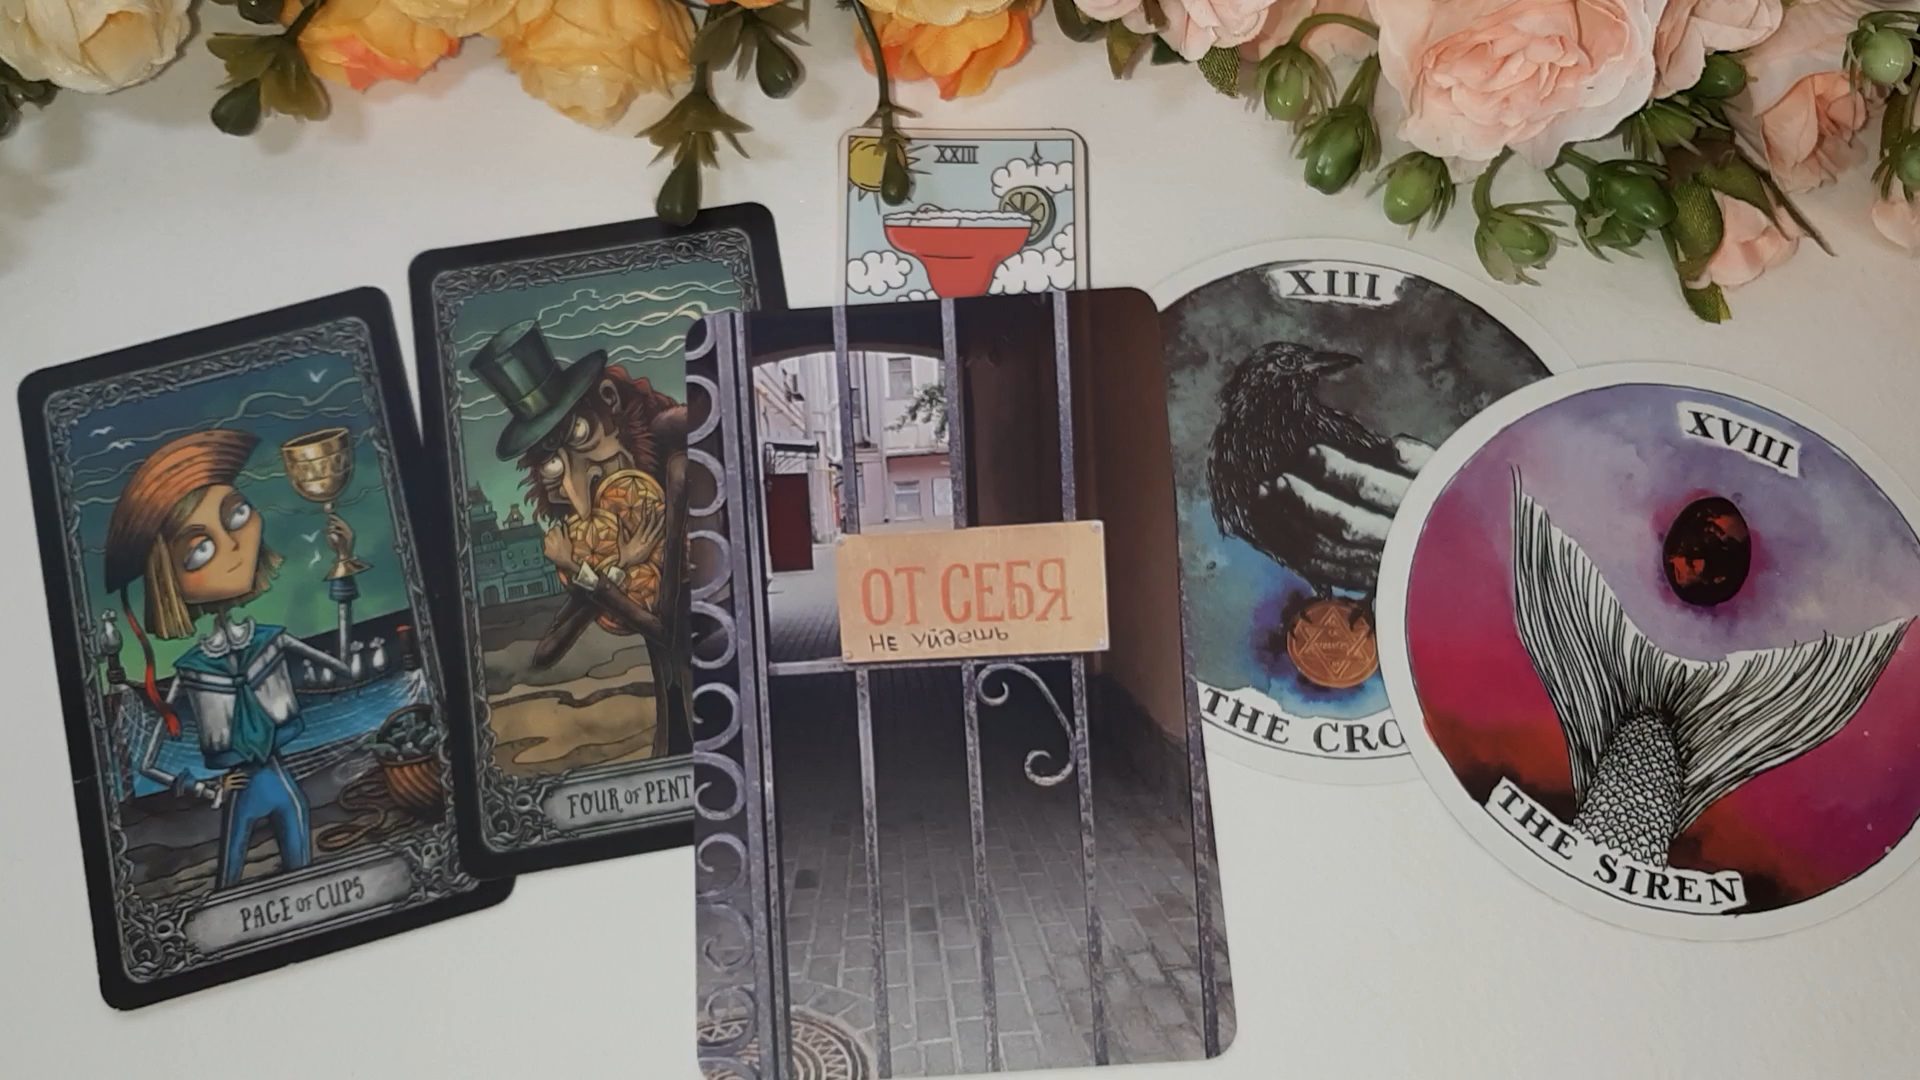 PAGE OF CUPS
FOUR OF PENT
XXIII
ОТ СЕБЯ
НЕ УЙДЕШЬ
XIII
THE CRO
XVIII
THE SIREN